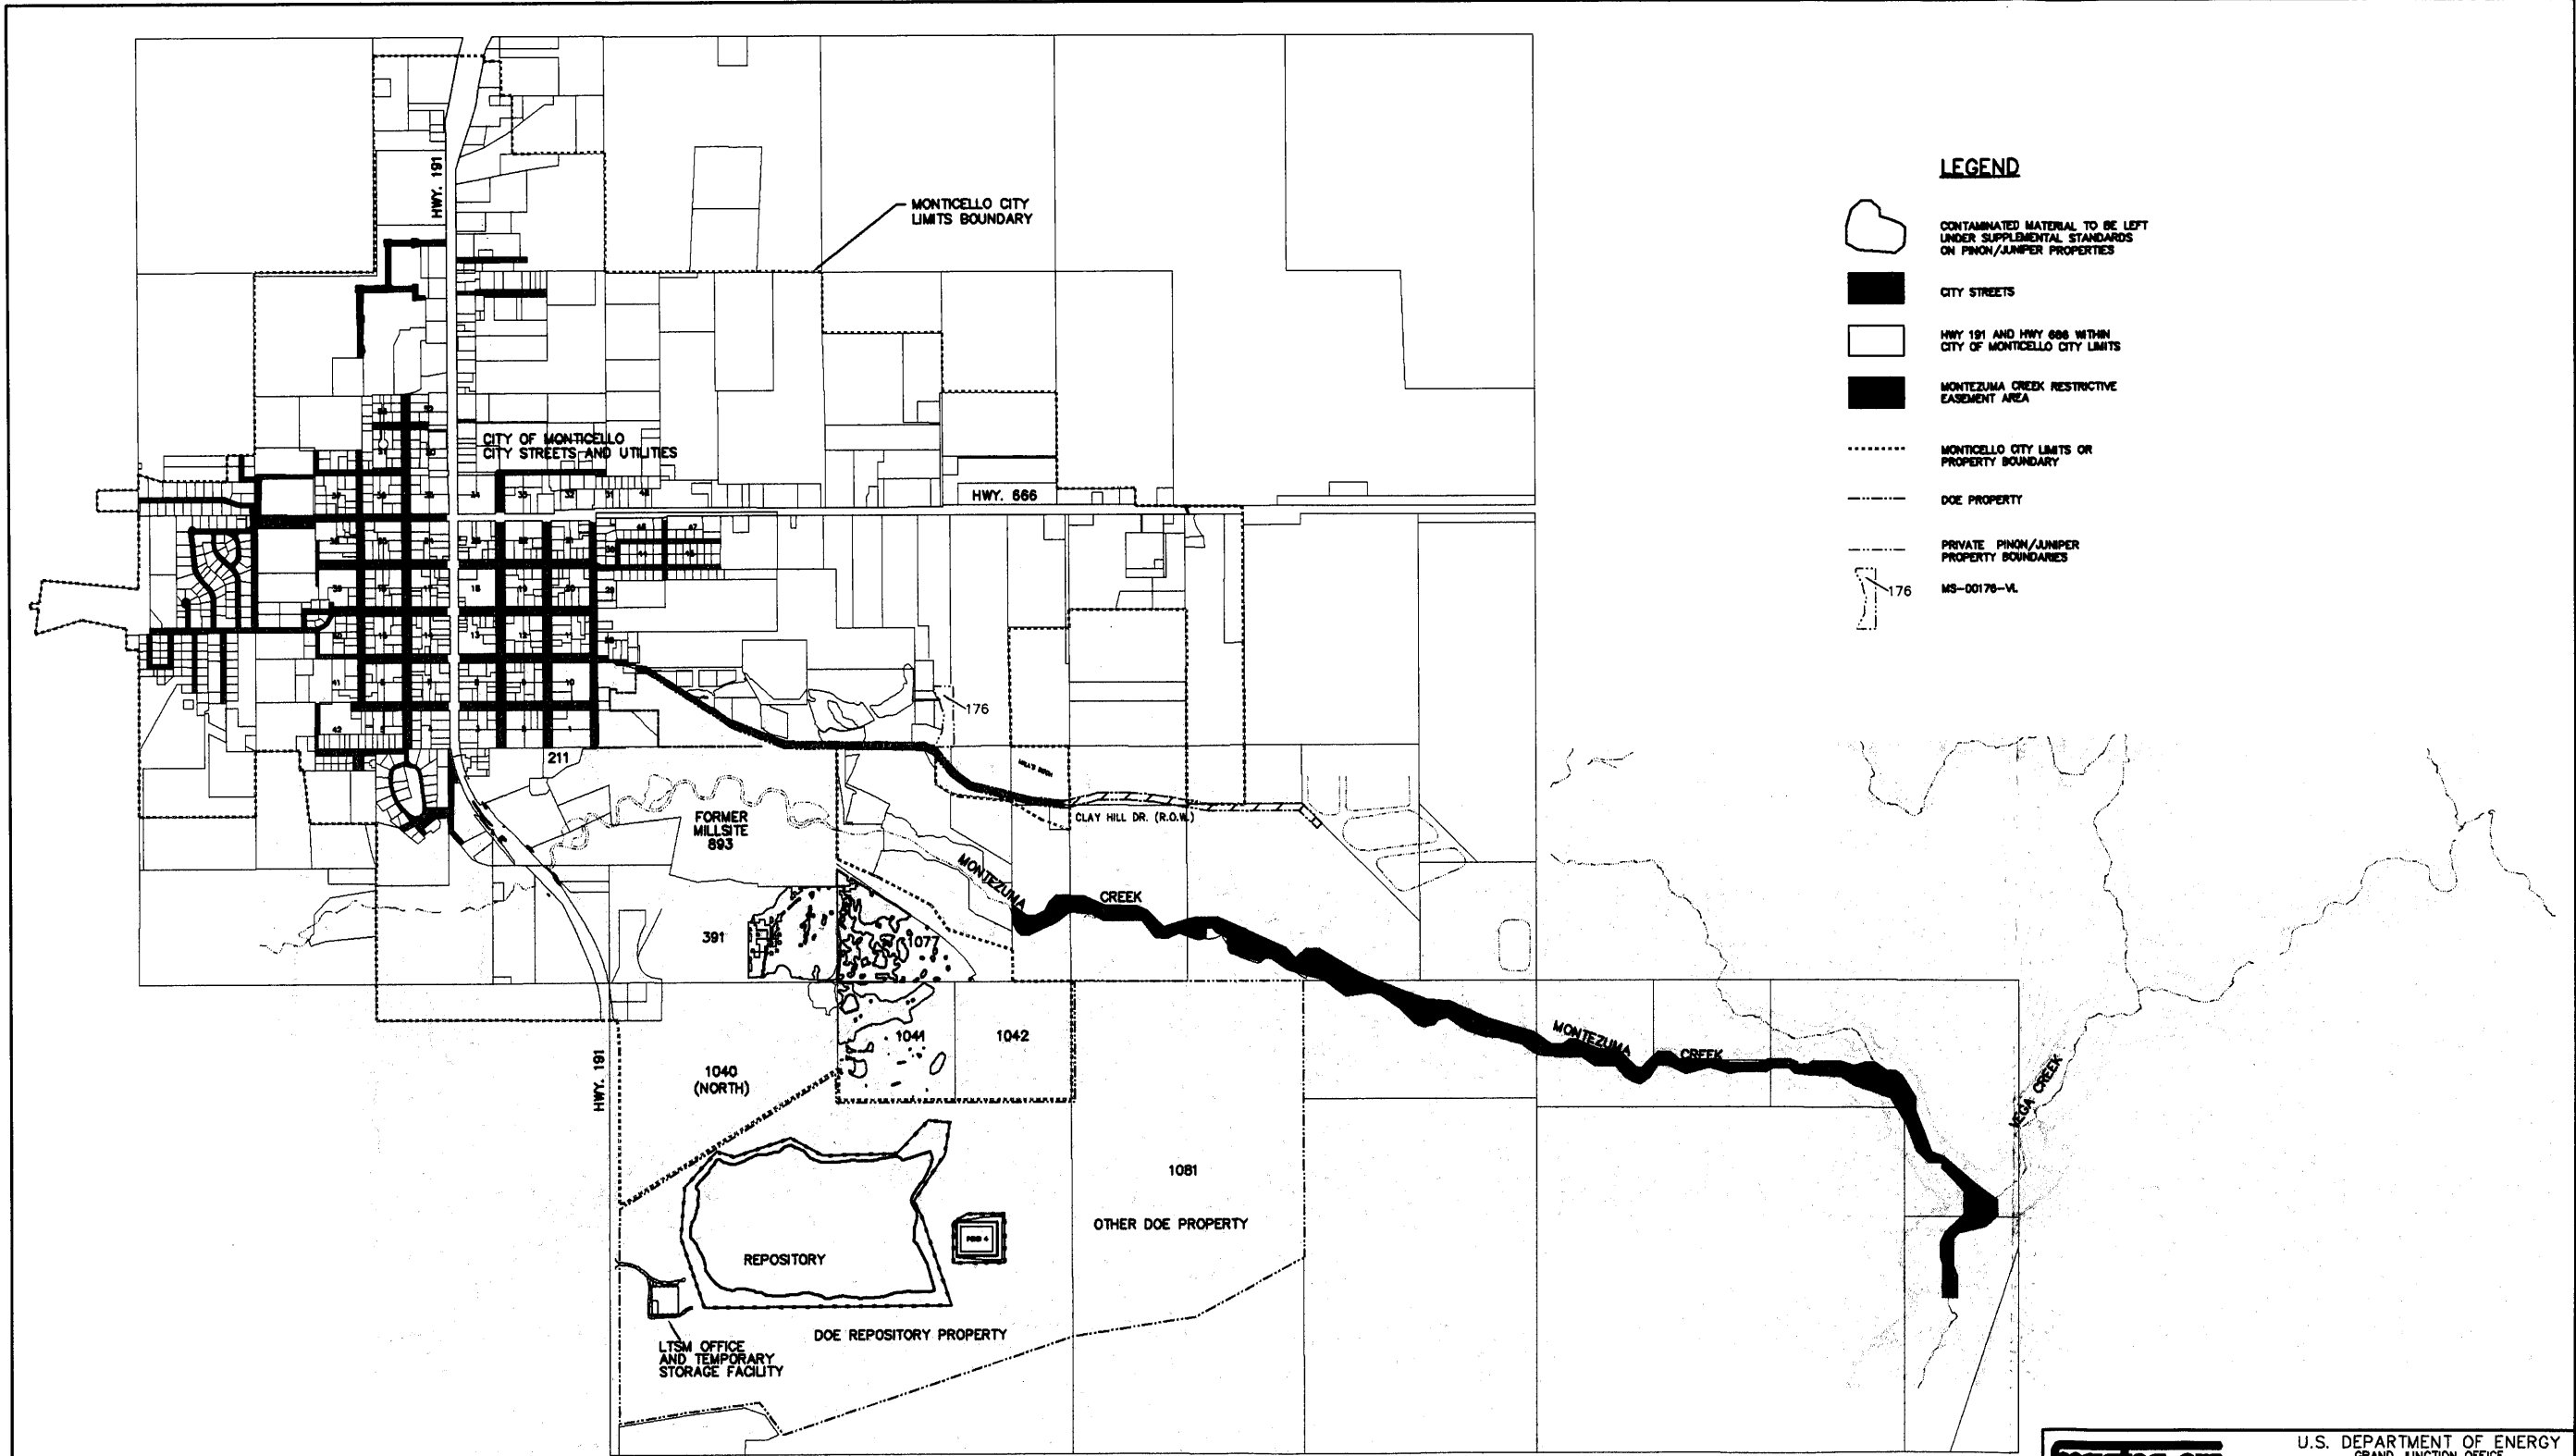 LEGEND
CONTAMINATED MATERIAL TO BE LEFT
UNDER SUPPLEMENTAL STANDARDS
ON PINON/JUNIPER PROPERTIES
CITY STREETS
HWY 191 AND HWY 666 WITHIN
CITY OF MONTICELLO CITY LIMITS
MONTEZUMA CREEK RESTRICTIVE
EASEMENT AREA
MONTICELLO CITY LIMITS OR
PROPERTY BOUNDARY
DOE PROPERTY
PRIVATE PINON/JUNIPER
PROPERTY BOUNDARIES
176
MS-00176-VL
HWY. 191
MONTICELLO CITY
LIMITS BOUNDARY
CITY OF MONTICELLO
CITY STREETS AND UTILITIES
HWY. 666
176
211
FORMER
MILLSITE
893
CLAY HILL DR. (R.O.W.)
MONTEZUMA
CREEK
391
1077
1041
1042
1040
(NORTH)
HWY. 191
MONTEZUMA
CREEK
VEGA CREEK
1081
OTHER DOE PROPERTY
REPOSITORY
POND 4
DOE REPOSITORY PROPERTY
LTSM OFFICE
AND TEMPORARY
STORAGE FACILITY
U.S. DEPARTMENT OF ENERGY
GRAND JUNCTION OFFICE